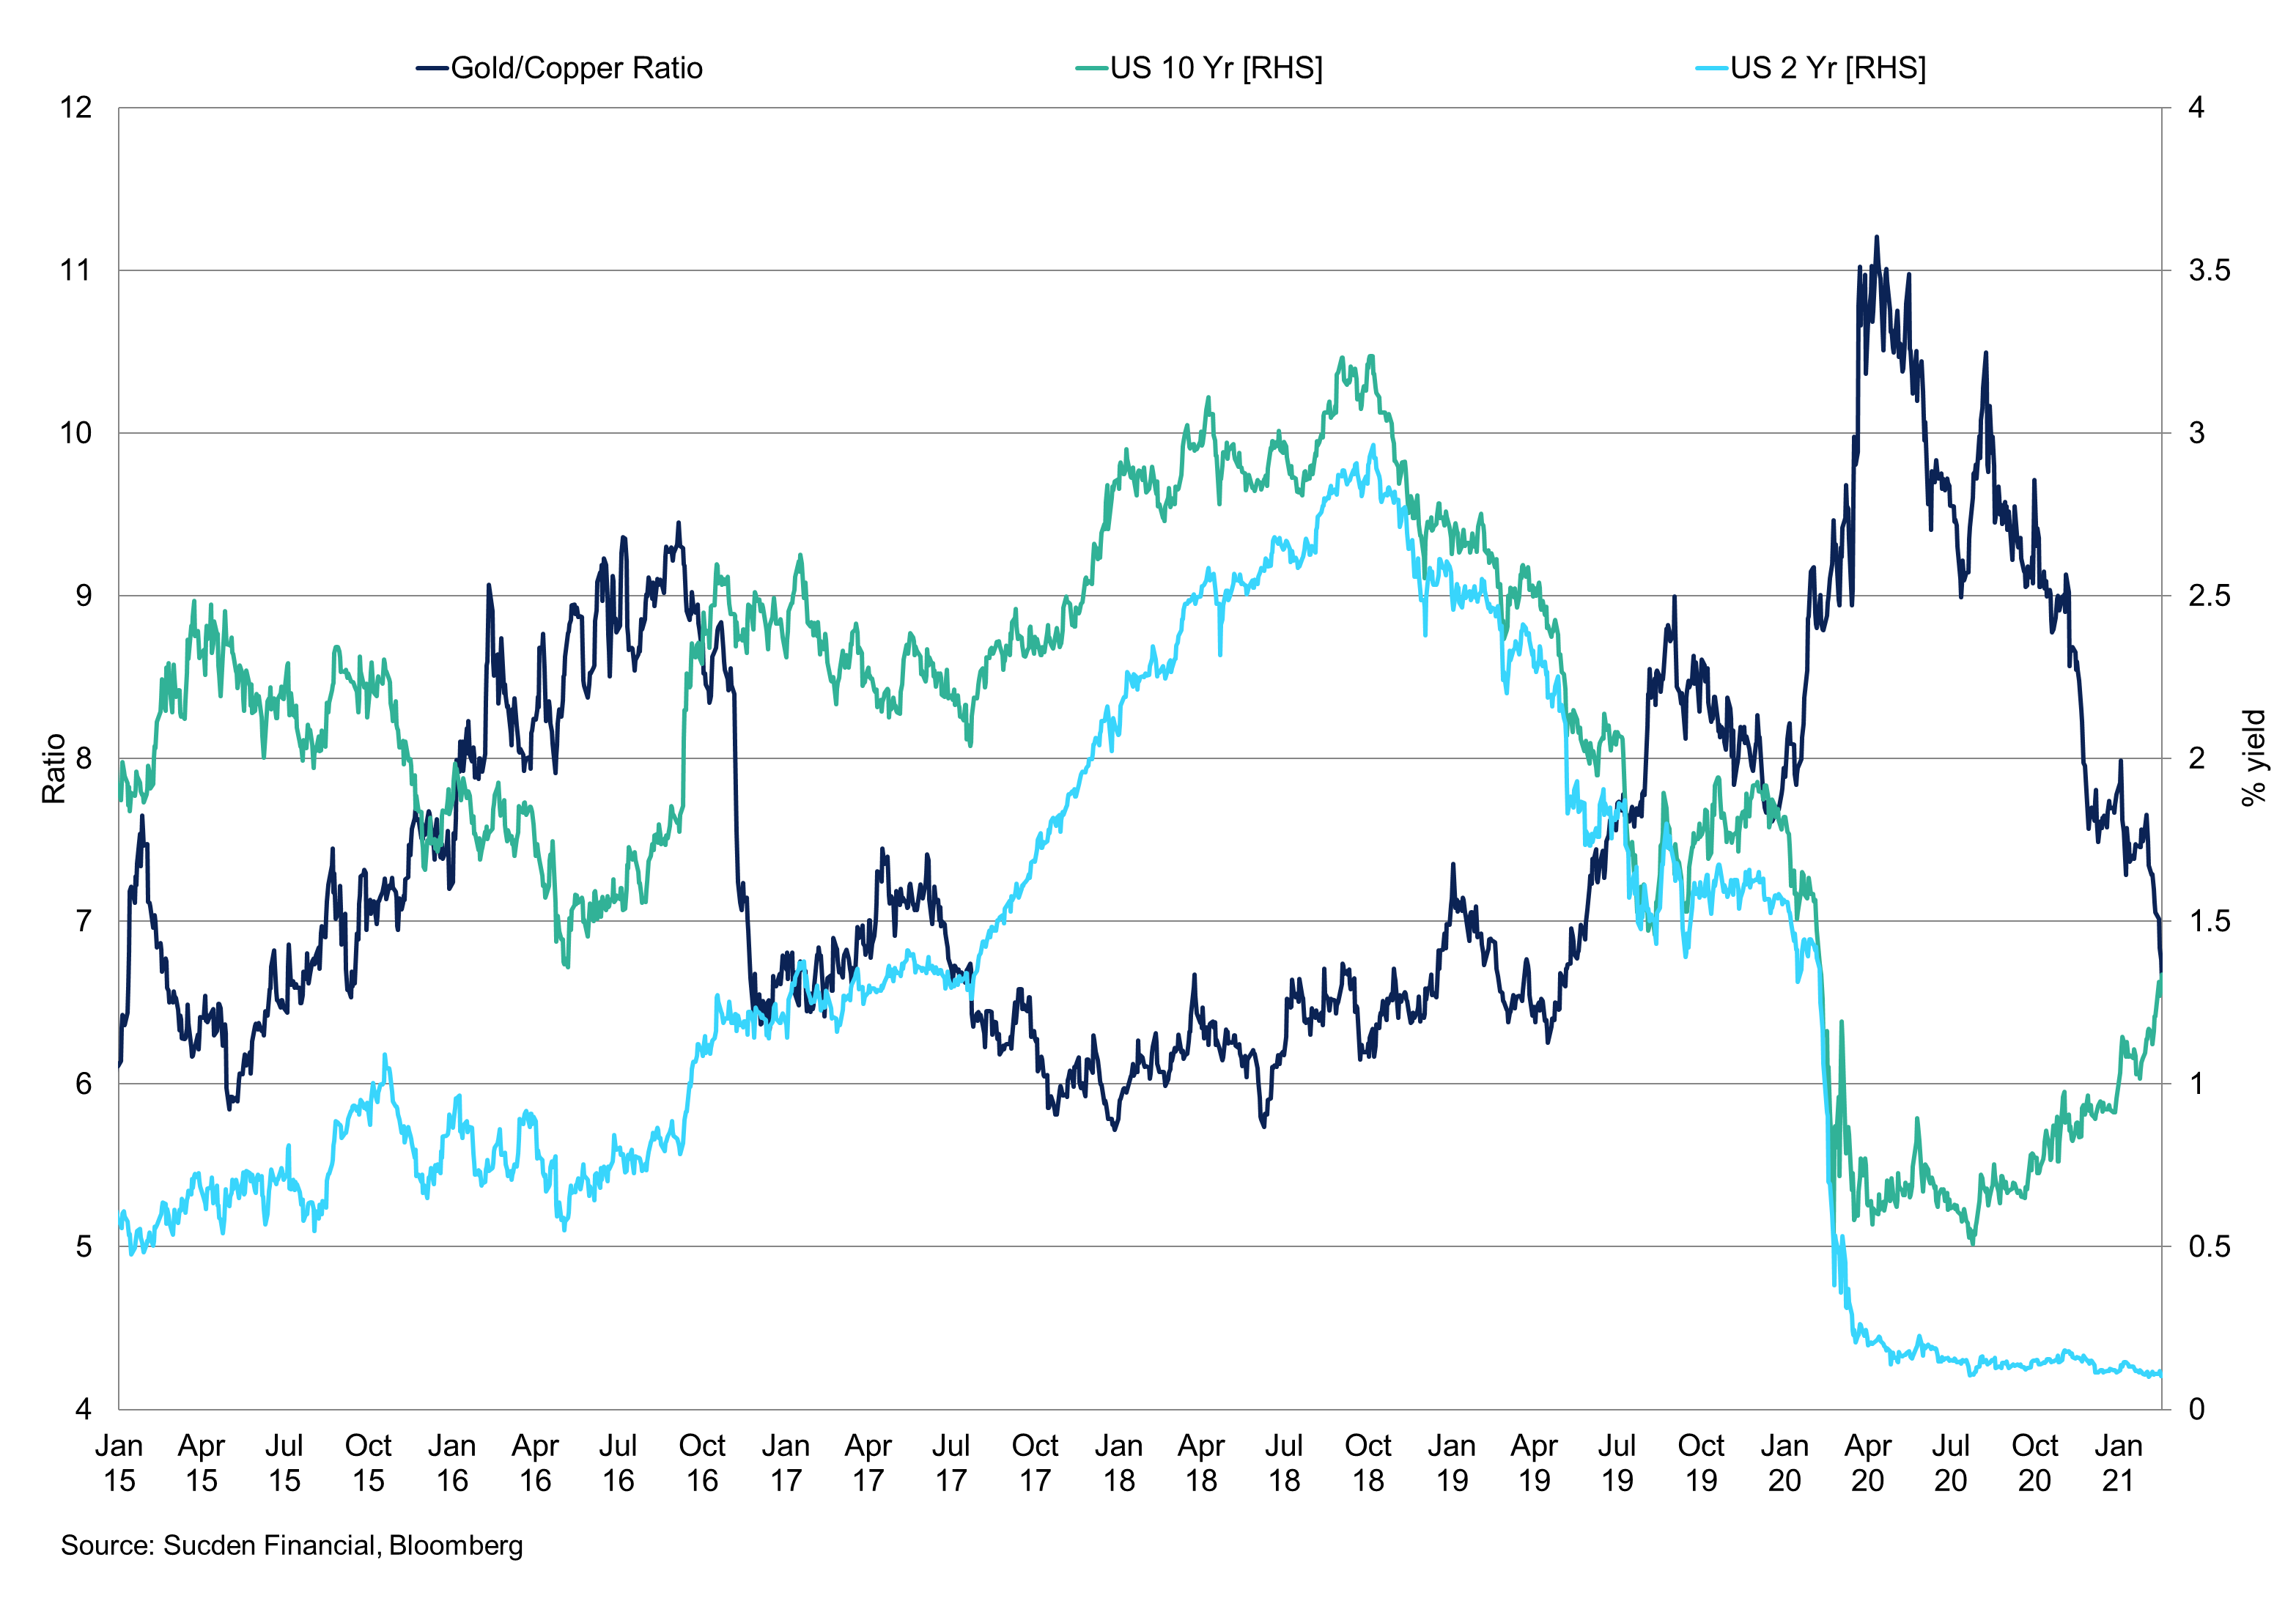 Gold/Copper Ratio US 10 Yr [RHS] US 2 Yr [RHS]
12 4
11 3.5
10 3
9 2.5
8 2
7 1.5
6 1
5 0.5
4 0
Ratio
% yield
Jan Apr Jul Oct Jan Apr Jul Oct Jan Apr Jul Oct Jan Apr Jul Oct Jan Apr Jul Oct Jan Apr Jul Oct Jan
15 15 15 15 16 16 16 16 17 17 17 17 18 18 18 18 19 19 19 19 20 20 20 20 21
Source: Sucden Financial, Bloomberg